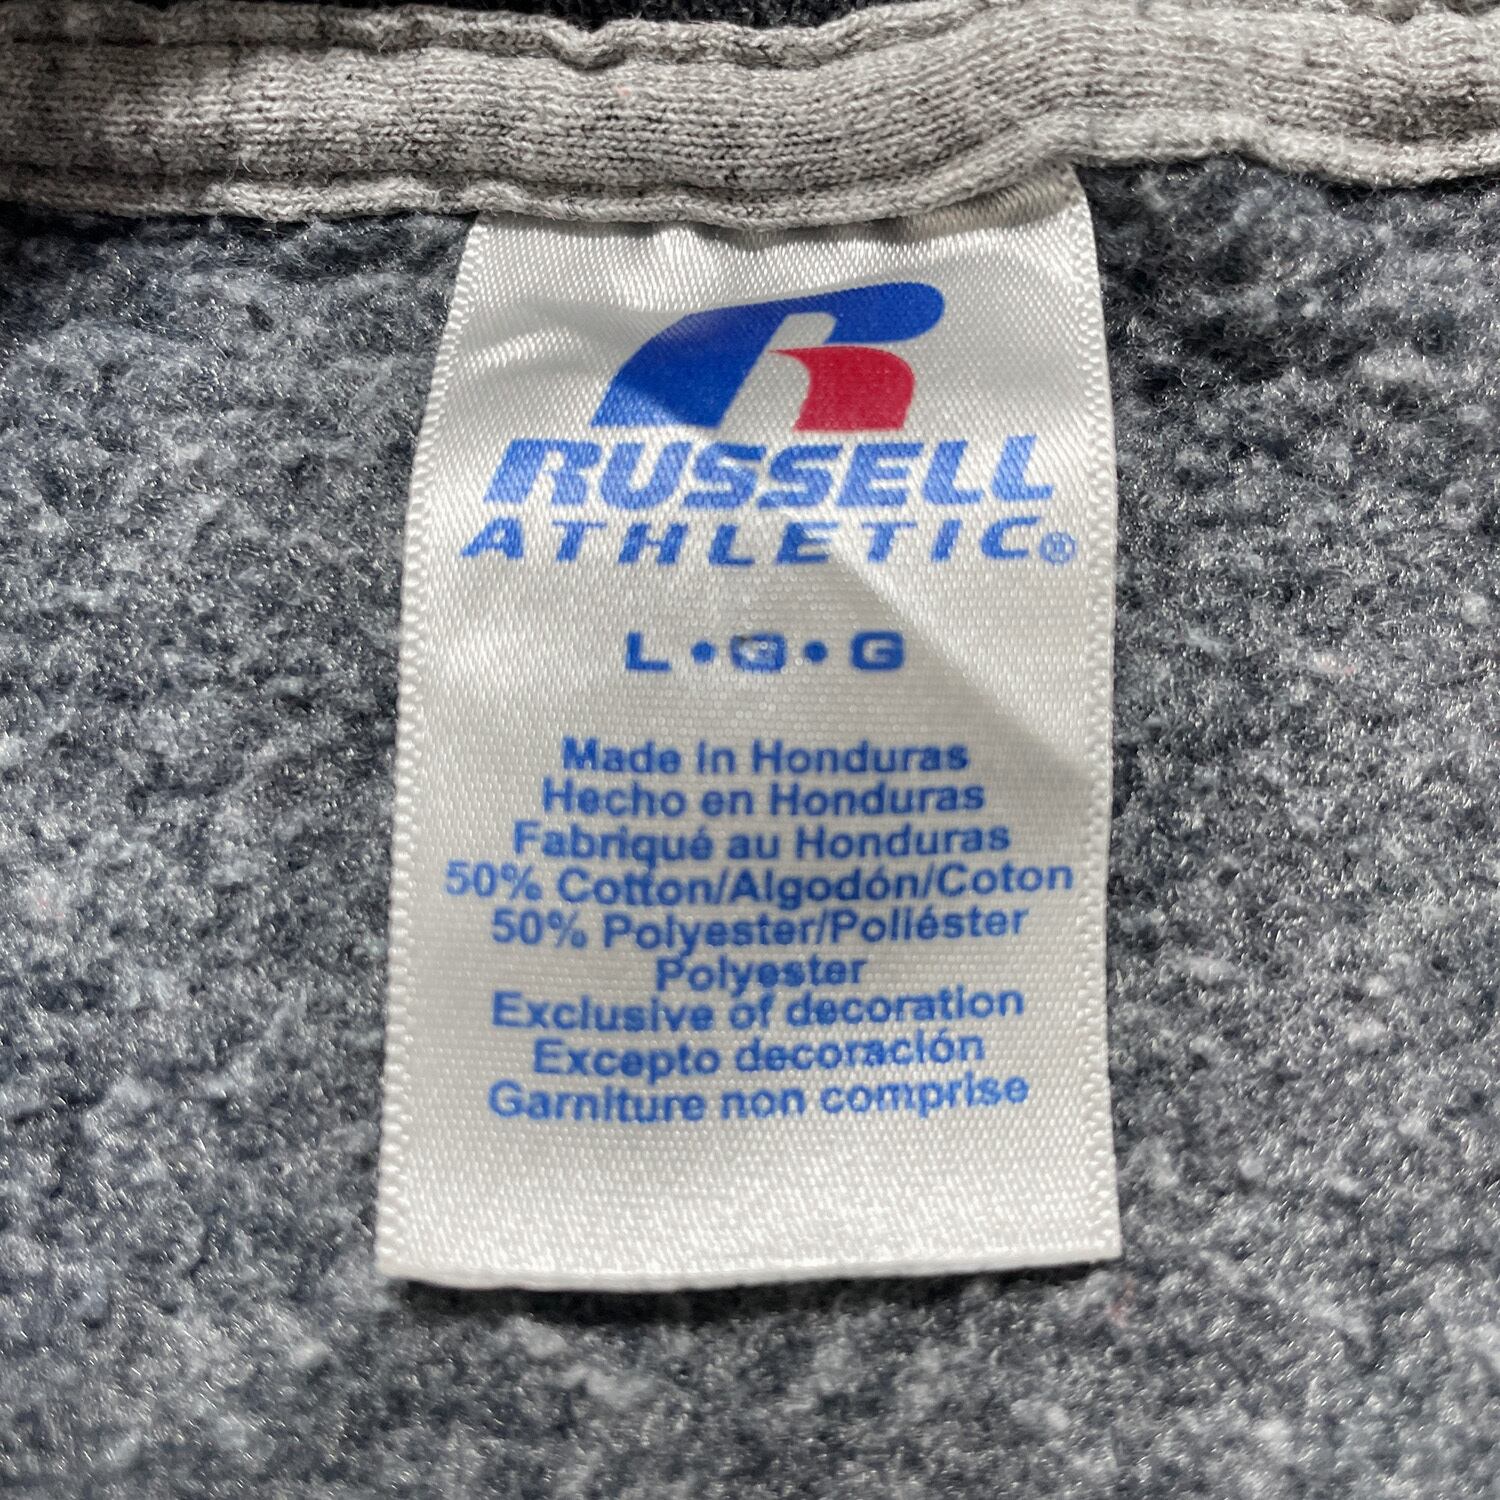 RUSSELL
ATHLETIC®
L • G • G
Made in Honduras
Hecho en Honduras
Fabriqué au Honduras
50% Cotton/Algodón/Coton
50% Polyester/Poliéster
Polyester
Exclusive of decoration
Excepto decoración
Garniture non comprise